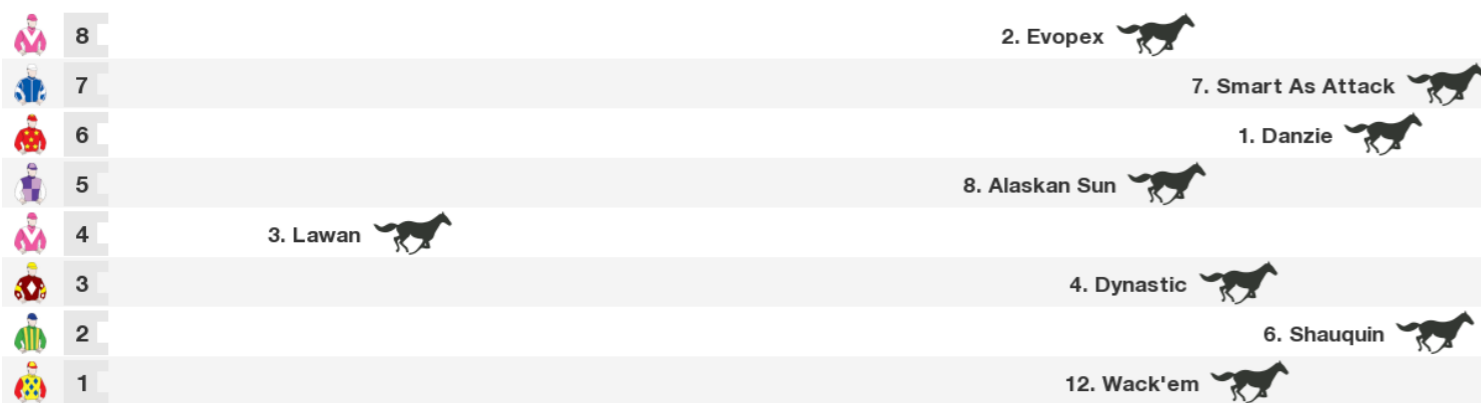 8 2. Evopex
7 7. Smart As Attack
6 1. Danzie
5 8. Alaskan Sun
4 3. Lawan
3 4. Dynastic
2 6. Shauquin
1 12. Wack'em